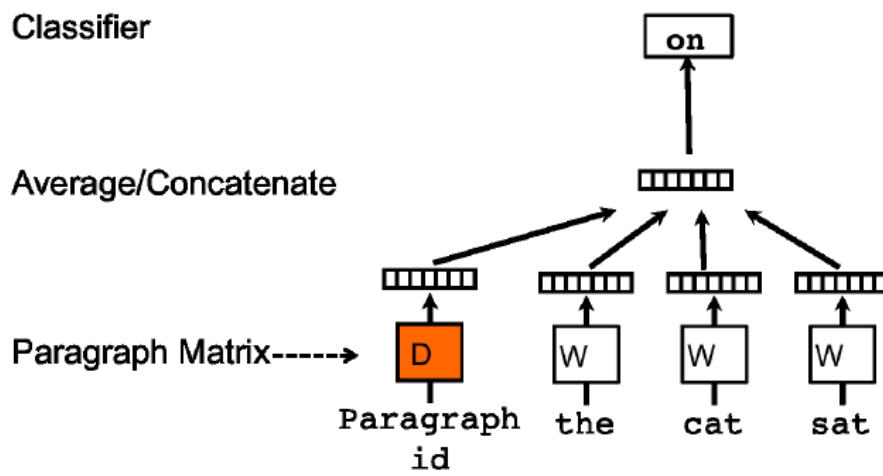 Classifier
on
Average/Concatenate
Paragraph Matrix
D
W
W
W
Paragraph
id
the
cat
sat